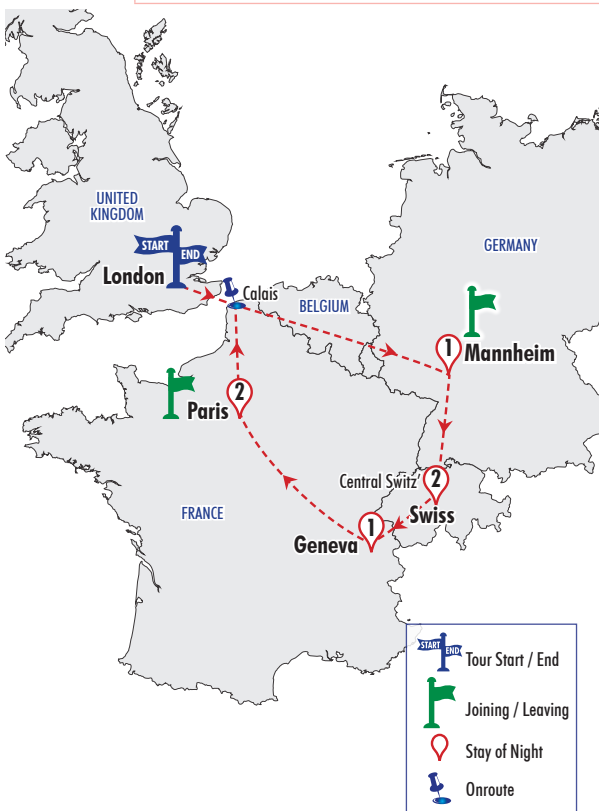 UNITED
KINGDOM
START
END
London
Calais
BELGIUM
GERMANY
1
Mannheim
2
Paris
Central Switz'
2
Swiss
FRANCE
1
Geneva
START
END
Tour Start / End
Joining / Leaving
Stay of Night
Onroute